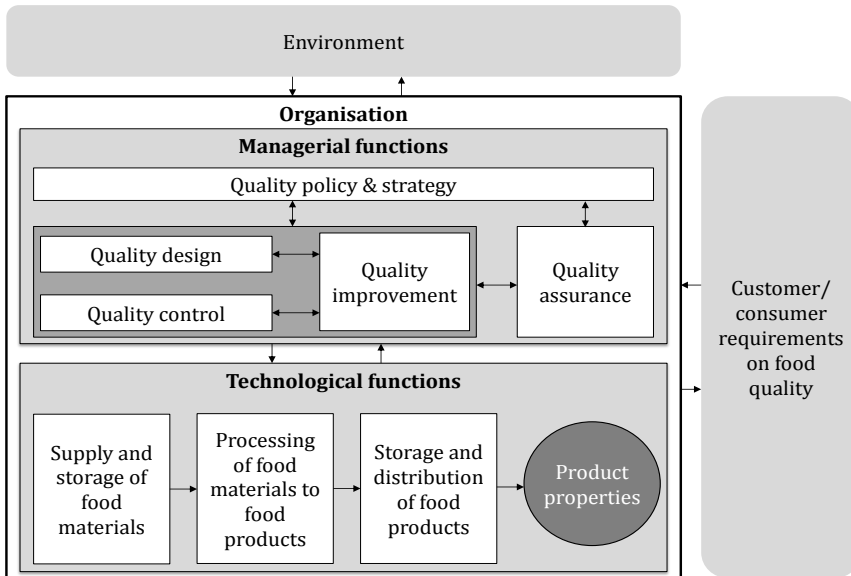 Environment
Organisation
Managerial functions
Quality policy & strategy
Quality design
Quality control
Quality
improvement
Quality
assurance
Customer/
consumer
requirements
on food
quality
Technological functions
Supply and
storage of
food
materials
Processing
of food
materials to
food
products
Storage and
distribution
of food
products
Product
properties